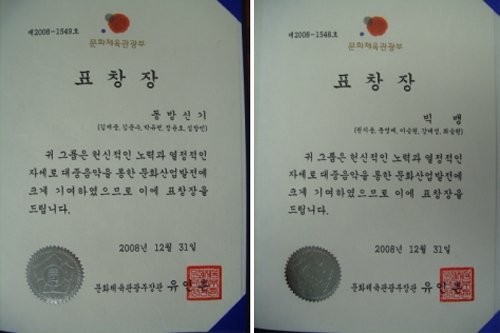 제2008-1549호
문화체육관광부
표창장
동방신기
(김재중, 김준수, 박유천, 정윤호, 심창민)
귀 그룹은 헌신적인 노력과 열정적인
자세로 대중음악을 통한 문화산업발전에
크게 기여하였으므로 이에 표창장을
드립니다.
2008년 12월 31일
문화체육관광부장관 유인촌
제2008-1548호
문화체육관광부
표창장
빅뱅
(권지용, 동영배, 이승현, 강대성, 최승현)
귀 그룹은 헌신적인 노력과 열정적인
자세로 대중음악을 통한 문화산업발전에
크게 기여하였으므로 이에 표창장을
드립니다.
2008년 12월 31일
문화체육관광부장관 유인촌